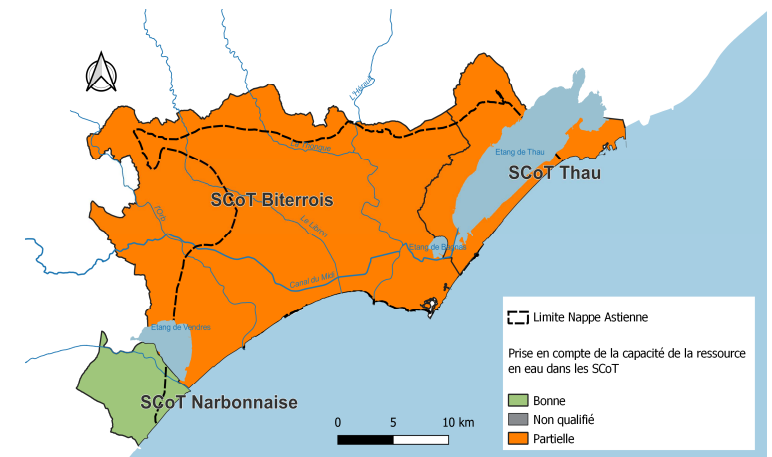 L'Hérault
La Thongue
Etang de Thau
SCoT Thau
SCoT Biterrois
l'Orb
Le Libron
Etang de Bagnas
Canal du Midi
Etang de Vendres
SCoT Narbonnaise
0 5 10 km
Limite Nappe Astienne
Prise en compte de la capacité de la ressource
en eau dans les SCoT
Bonne
Non qualifié
Partielle